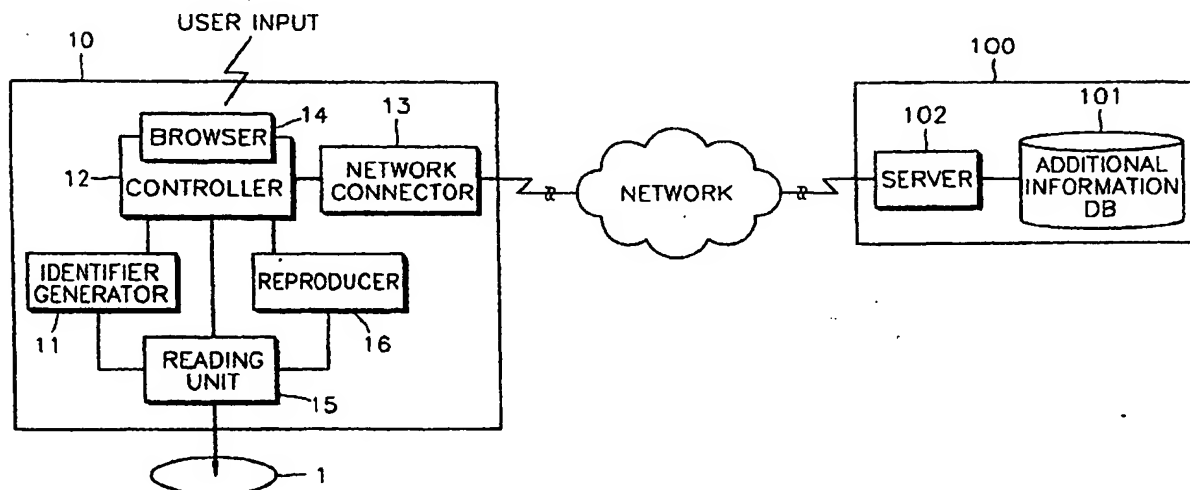 USER INPUT
10
100
14
13
101
102
BROWSER
12
CONTROLLER
NETWORK
CONNECTOR
NETWORK
SERVER
ADDITIONAL
INFORMATION
DB
IDENTIFIER
GENERATOR
REPRODUCER
11
16
READING
UNIT
15
1